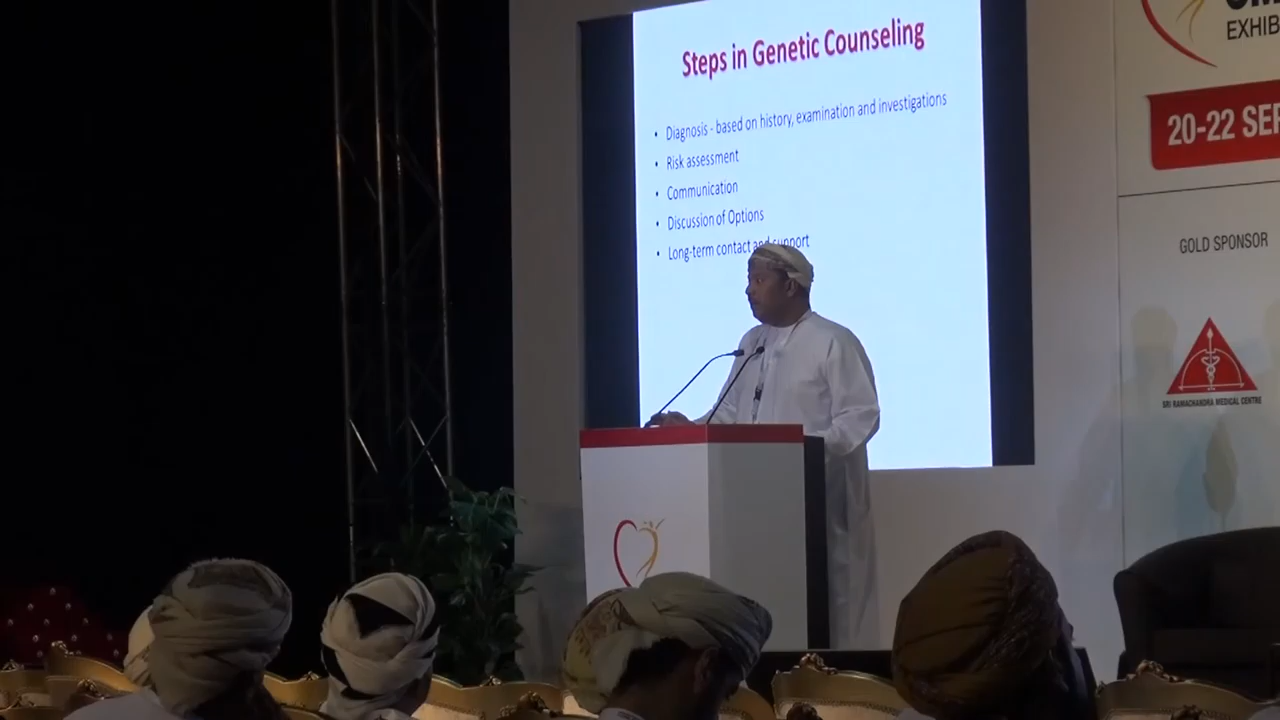 Steps in Genetic Counseling
• Diagnosis - based on history, examination and investigations
• Risk assessment
• Communication
• Discussion of Options
• Long-term contact and support
EXHIB
20-22 SEP
GOLD SPONSOR
SRI RAMACHANDRA MEDICAL CENTRE